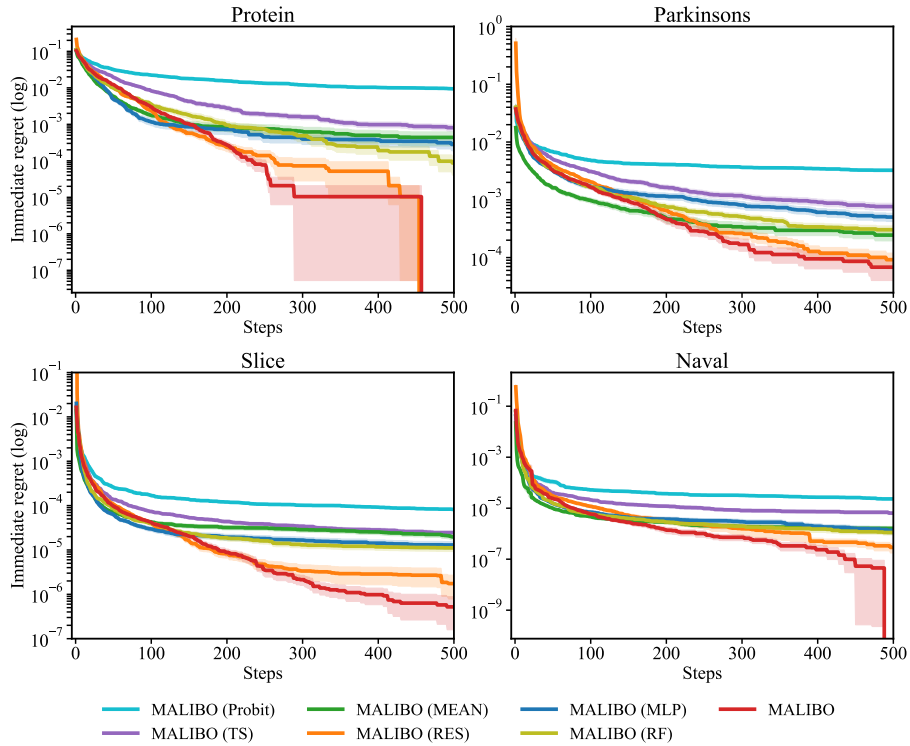 Protein
Parkinsons
Immediate regret (log)
10⁻¹
10⁻²
10⁻³
10⁻⁴
10⁻⁵
10⁻⁶
10⁻⁷
0 100 200 300 400 500
Steps
10⁰
10⁻¹
10⁻²
10⁻³
10⁻⁴
0 100 200 300 400 500
Steps
Slice
Naval
Immediate regret (log)
10⁻¹
10⁻²
10⁻³
10⁻⁴
10⁻⁵
10⁻⁶
10⁻⁷
0 100 200 300 400 500
Steps
10⁻¹
10⁻³
10⁻⁵
10⁻⁷
10⁻⁹
0 100 200 300 400 500
Steps
MALIBO (Probit) MALIBO (MEAN) MALIBO (MLP) MALIBO
MALIBO (TS) MALIBO (RES) MALIBO (RF)